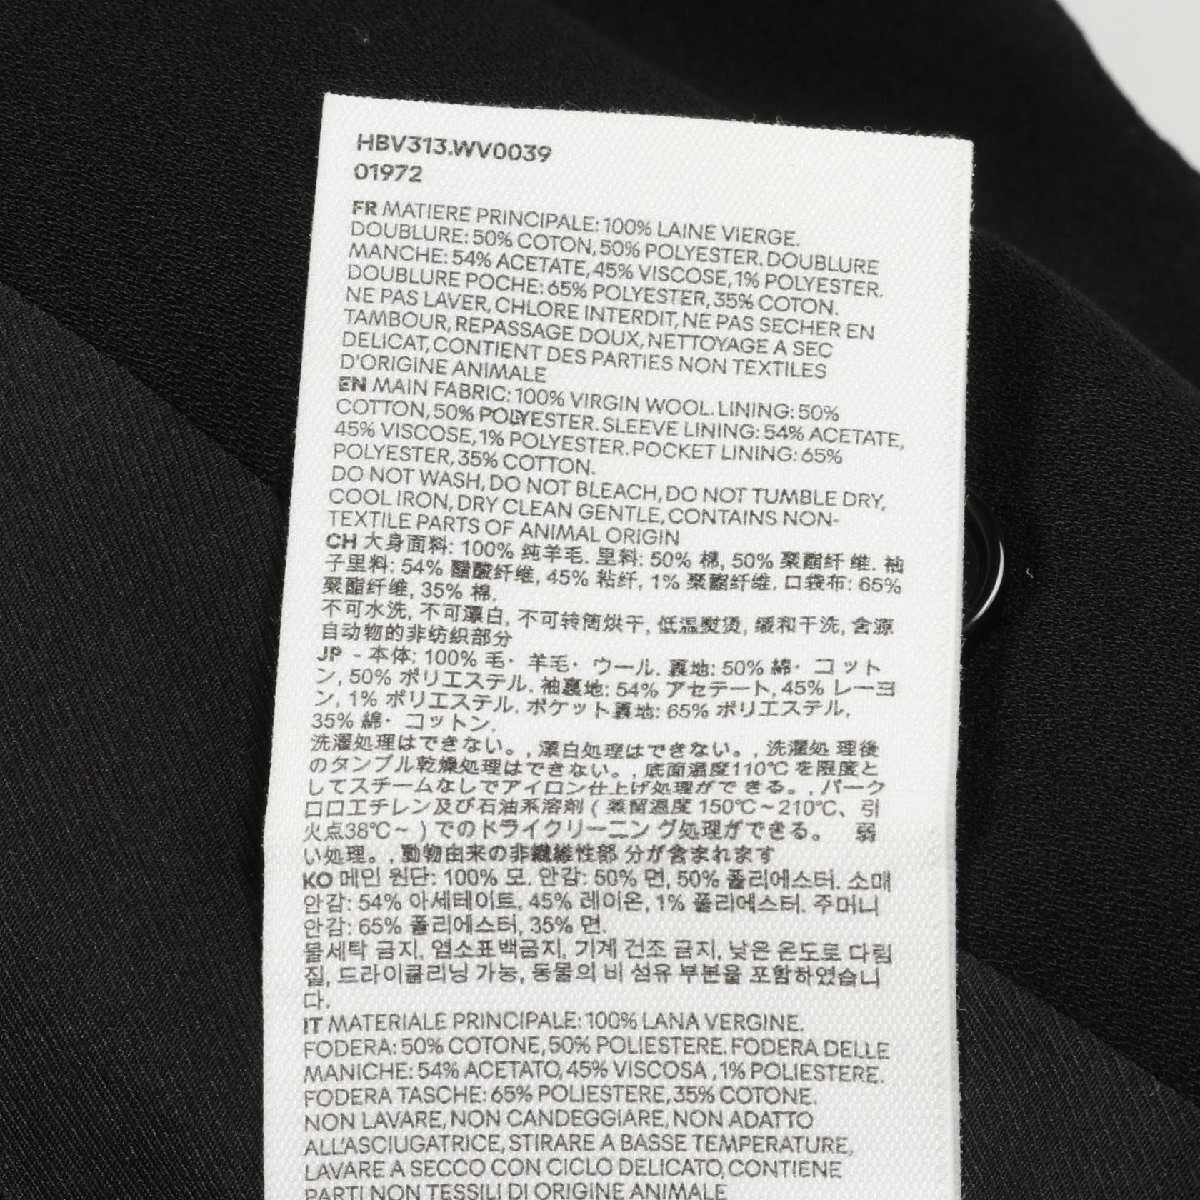 HBV313.WV0039
01972
FR MATIERE PRINCIPALE: 100% LAINE VIERGE.
DOUBLURE: 50% COTON, 50% POLYESTER. DOUBLURE
MANCHE: 54% ACETATE, 45% VISCOSE, 1% POLYESTER.
DOUBLURE POCHE: 65% POLYESTER, 35% COTON.
NE PAS LAVER, CHLORE INTERDIT, NE PAS SECHER EN
TAMBOUR, REPASSAGE DOUX, NETTOYAGE A SEC
DELICAT, CONTIENT DES PARTIES NON TEXTILES
D'ORIGINE ANIMALE
EN MAIN FABRIC: 100% VIRGIN WOOL. LINING: 50%
COTTON, 50% POLYESTER. SLEEVE LINING: 54% ACETATE,
45% VISCOSE, 1% POLYESTER. POCKET LINING: 65%
POLYESTER, 35% COTTON.
DO NOT WASH, DO NOT BLEACH, DO NOT TUMBLE DRY,
COOL IRON, DRY CLEAN GENTLE, CONTAINS NON-
TEXTILE PARTS OF ANIMAL ORIGIN
CH 大身面料: 100% 纯羊毛. 里料: 50% 棉, 50% 聚酯纤 维. 袖
子里料: 54% 醋酸纤维, 45% 粘纤, 1% 聚酯纤维. 口袋布: 65%
聚酯纤维, 35% 棉.
不可水洗, 不可漂白, 不可转筒烘干, 低温熨烫, 缓和干洗, 含源
自动物的非纺织部分
JP - 本体: 100% 毛・ 羊毛・ ウール. 裏地: 50% 綿・ コット
ン, 50% ポリエステル. 袖裏地: 54% アセテート, 45% レーヨ
ン, 1% ポリエステル. ポケット裏地: 65% ポリエステル,
35% 綿・ コットン.
洗濯処理はできない。, 漂白処理はできない。, 洗濯処 理後
のタンブル乾燥処理はできない。, 底面温度110℃ を限度と
してスチームなしでアイロン仕上げ処理がで きる。, パーク
ロロエチレン及び石油系溶剤 ( 蒸留温度 150℃～210℃、引
火点38℃～ ) でのドライクリーニン グ処理ができる。 弱
い処理。, 動物由来の非繊維性部 分が含まれます
KO 메인 원단: 100% 모. 안감: 50% 면, 50% 폴리에스터. 소매
안감: 54% 아세테이트, 45% 레이온, 1% 폴리에스터. 주머니
안감: 65% 폴리에스터, 35% 면.
물세탁 금지, 염소표백금지, 기계 건조 금지, 낮은 온도로 다림
질, 드라이클리닝 가능, 동물의 비 섬유 부분을 포함하였습니
다.
IT MATERIALE PRINCIPALE: 100% LANA VERGINE.
FODERA: 50% COTONE, 50% POLIESTERE. FODERA DELLE
MANICHE: 54% ACETATO, 45% VISCOSA , 1% POLIESTERE.
FODERA TASCHE: 65% POLIESTERE, 35% COTONE.
NON LAVARE, NON CANDEGGIARE, NON ADATTO
ALL'ASCIUGATRICE, STIRARE A BASSE TEMPERATURE,
LAVARE A SECCO CON CICLO DELICATO, CONTIENE
PARTI NON TESSILI DI ORIGINE ANIMALE